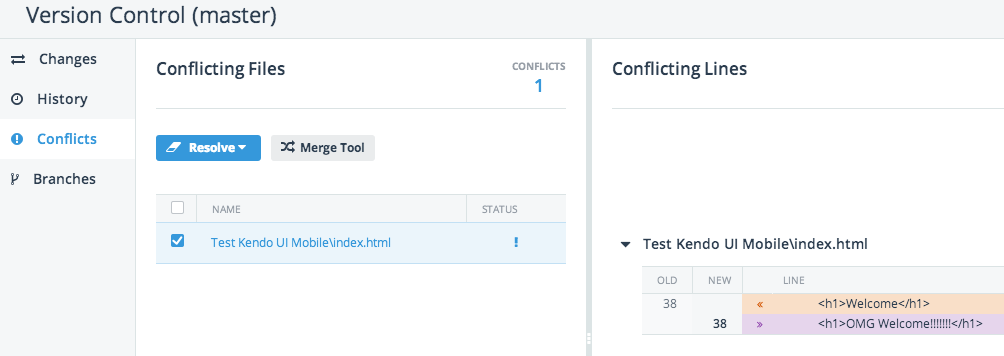 Version Control (master)
Changes
History
Conflicts
Branches
Conflicting Files
CONFLICTS
1
Resolve
Merge Tool
NAME STATUS
Test Kendo UI Mobile\index.html !
Conflicting Lines
Test Kendo UI Mobile\index.html
OLD NEW LINE
38 « <h1>Welcome</h1>
38 » <h1>OMG Welcome!!!!!!!</h1>